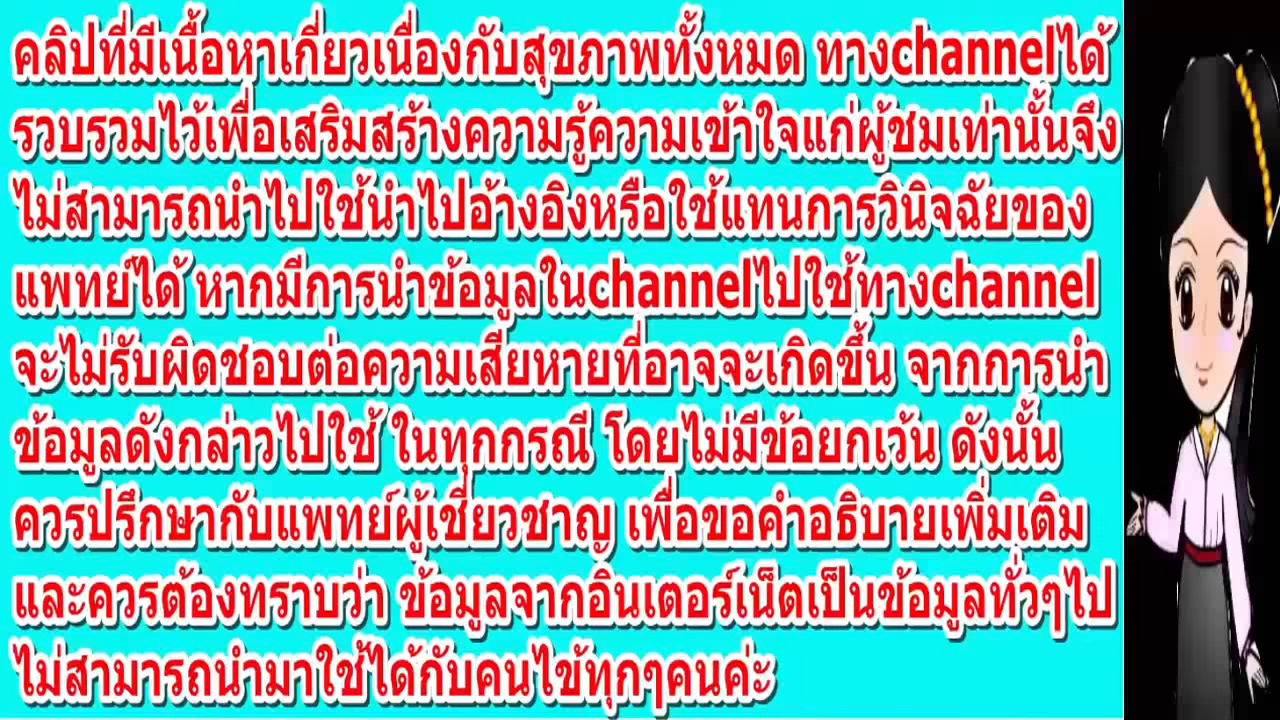 คลิปที่มีเนื้อหาเกี่ยวเนื่องกับสุขภาพทั้งหมด ทางchannelได้
รวบรวมไว้เพื่อเสริมสร้างความรู้ความเข้าใจแก่ผู้ชมเท่านั้นจึง
ไม่สามารถนำไปใช้นำไปอ้างอิงหรือใช้แทนการวินิจฉัยของ
แพทย์ได้ หากมีการนำข้อมูลในchannelไปใช้ทางchannel
จะไม่รับผิดชอบต่อความเสียหายที่อาจจะเกิดขึ้น จากการนำ
ข้อมูลดังกล่าวไปใช้ ในทุกกรณี โดยไม่มีข้อยกเว้น ดังนั้น
ควรปรึกษากับแพทย์ผู้เชี่ยวชาญ เพื่อขอคำอธิบายเพิ่มเติม
และควรต้องทราบว่า ข้อมูลจากอินเตอร์เน็ตเป็นข้อมูลทั่วๆไป
ไม่สามารถนำมาใช้ได้กับคนไข้ทุกๆคนค่ะ